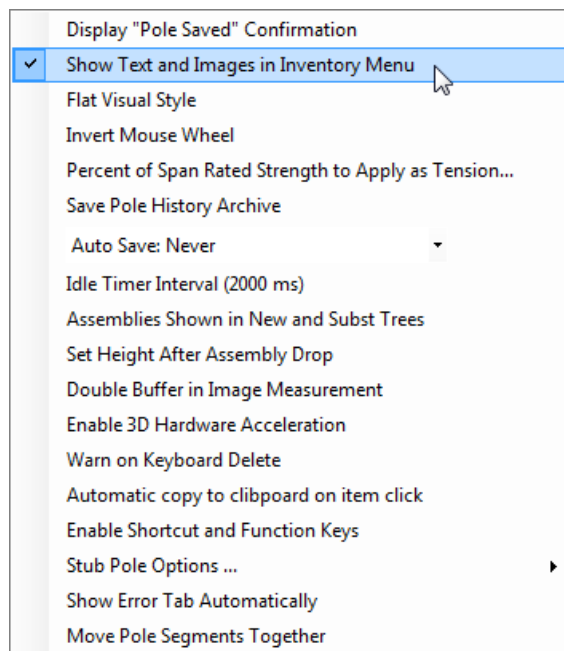 Display "Pole Saved" Confirmation
Show Text and Images in Inventory Menu
Flat Visual Style
Invert Mouse Wheel
Percent of Span Rated Strength to Apply as Tension...
Save Pole History Archive
Auto Save: Never
Idle Timer Interval (2000 ms)
Assemblies Shown in New and Subst Trees
Set Height After Assembly Drop
Double Buffer in Image Measurement
Enable 3D Hardware Acceleration
Warn on Keyboard Delete
Automatic copy to clibpoard on item click
Enable Shortcut and Function Keys
Stub Pole Options ...
Show Error Tab Automatically
Move Pole Segments Together